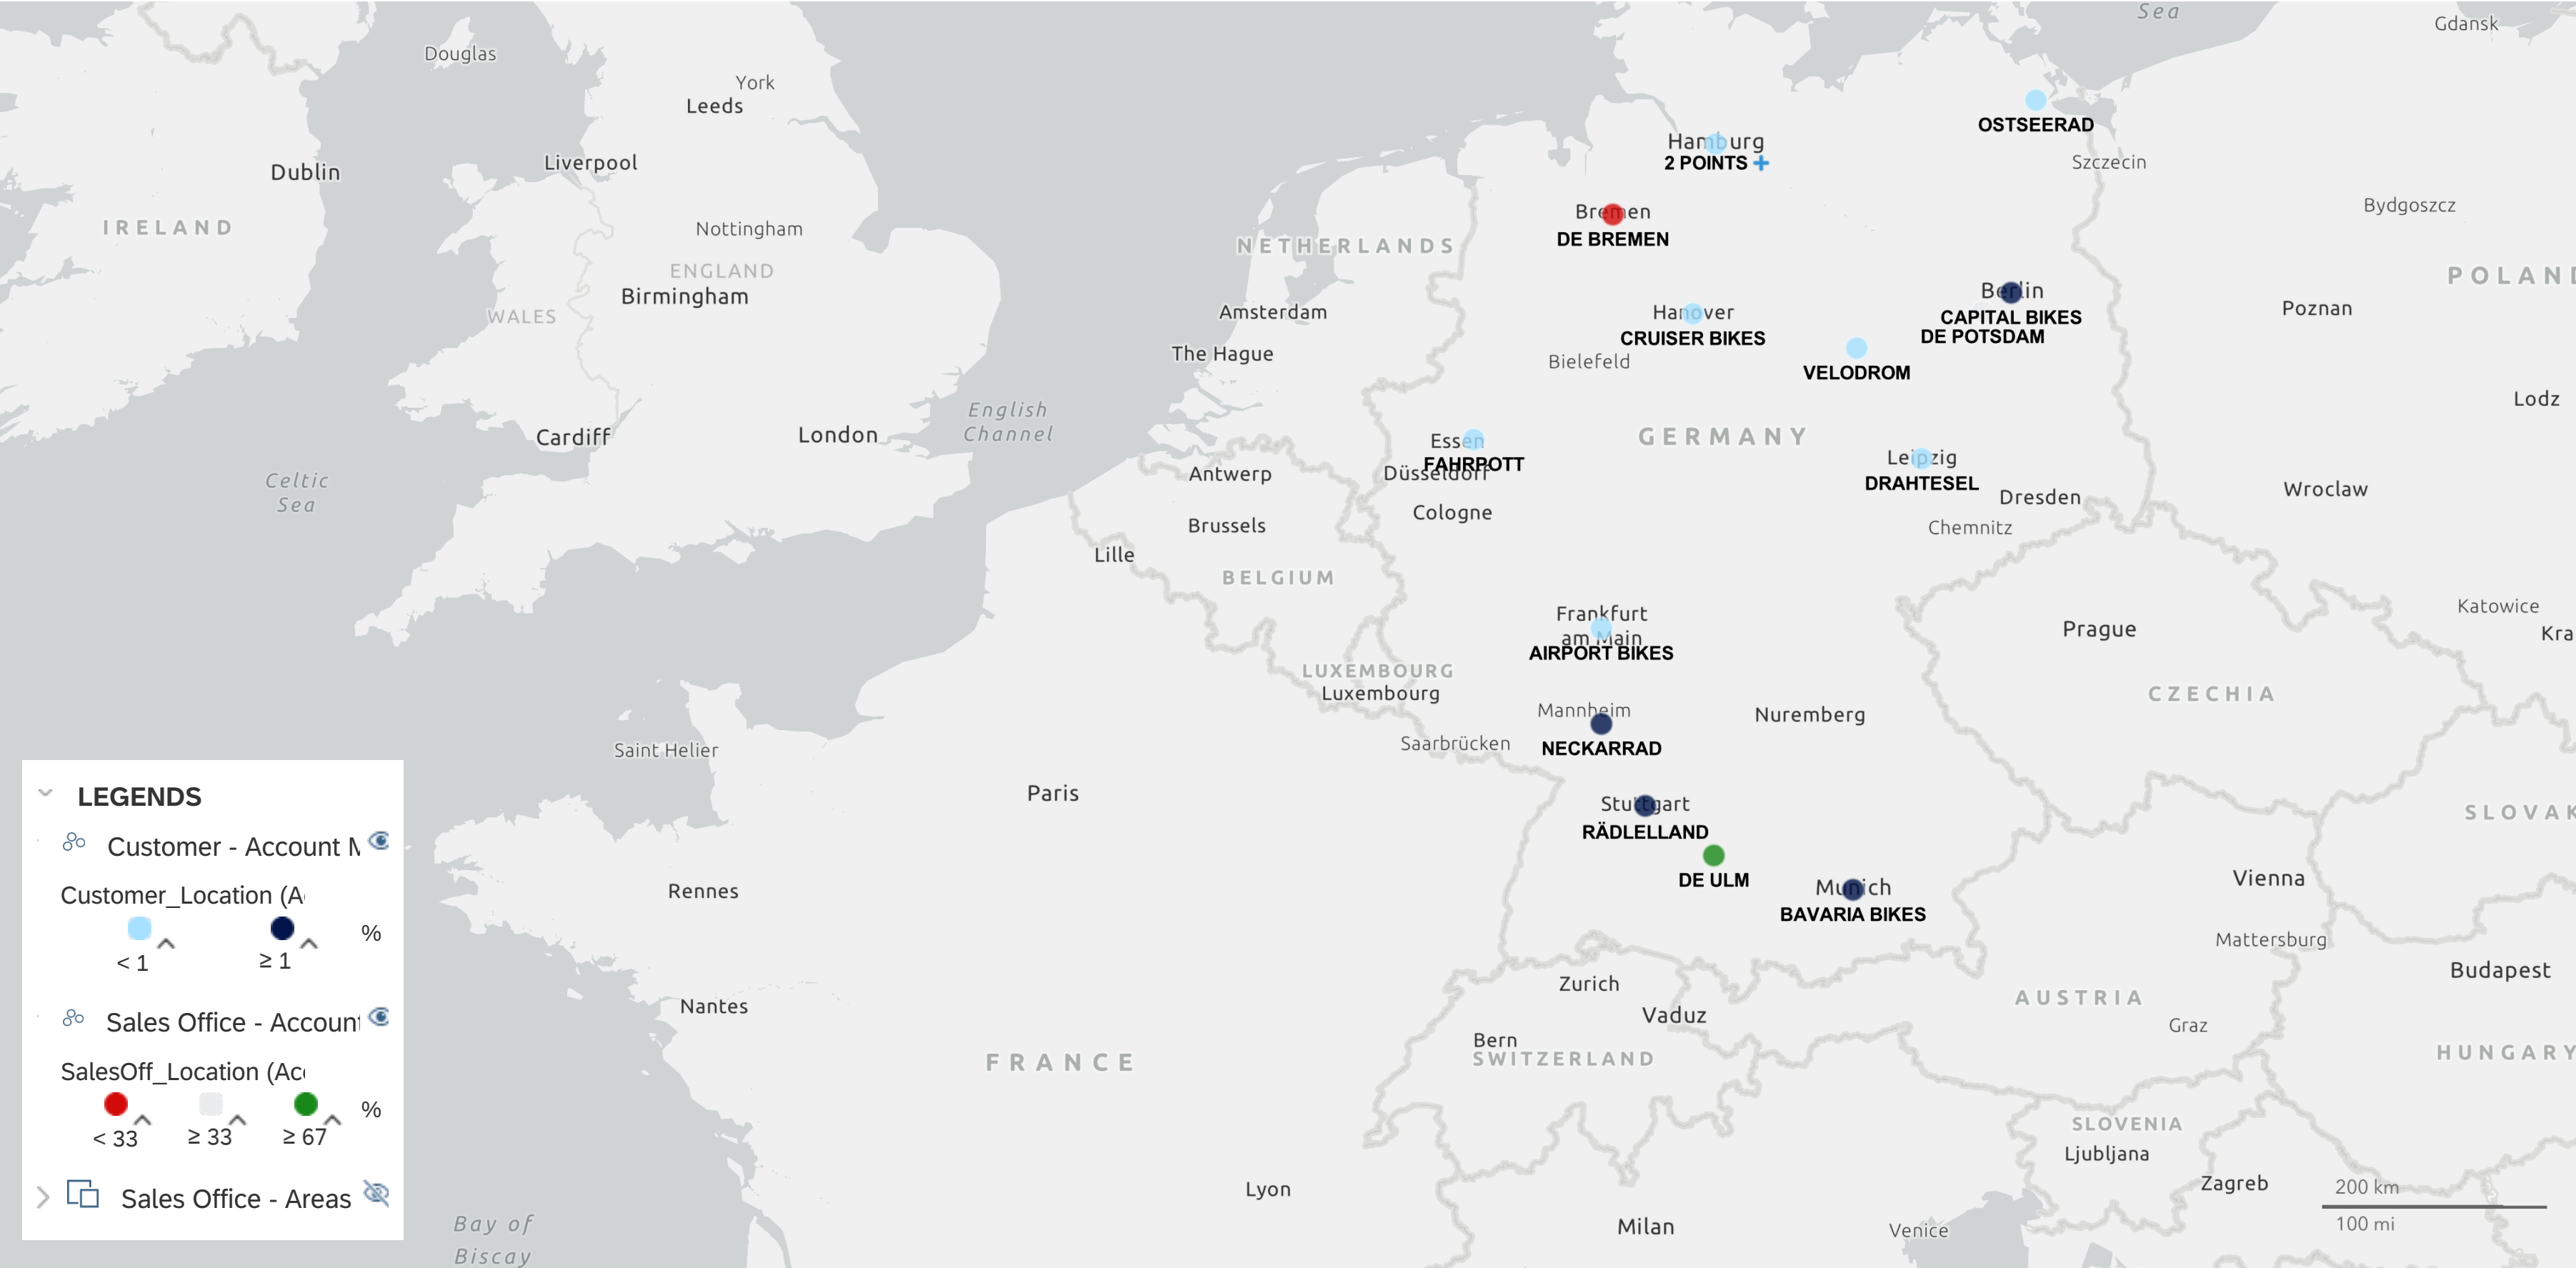 Sea
Gdansk
Douglas
York
Leeds
OSTSEERAD
Hamburg
2 POINTS +
Liverpool
Szczecin
Dublin
Bydgoszcz
Bremen
DE BREMEN
IRELAND
Nottingham
NETHERLANDS
ENGLAND
POLAND
Birmingham
Berlin
CAPITAL BIKES
DE POTSDAM
WALES
Amsterdam
Hanover
CRUISER BIKES
Poznan
The Hague
Bielefeld
VELODROM
Lodz
English
Channel
Cardiff
London
Essen
FAHRPOTT
GERMANY
Düsseldorf
Leipzig
DRAHTESEL
Antwerp
Celtic
Sea
Dresden
Wroclaw
Cologne
Brussels
Chemnitz
Lille
BELGIUM
Katowice
Frankfurt
am Main
AIRPORT BIKES
Prague
Kra
LUXEMBOURG
Luxembourg
CZECHIA
Mannheim
NECKARRAD
Nuremberg
Saarbrücken
Saint Helier
Paris
Stuttgart
RÄDLELLAND
SLOVAK
DE ULM
Munich
BAVARIA BIKES
Vienna
Rennes
Mattersburg
Budapest
Zurich
Nantes
Vaduz
AUSTRIA
Graz
Bern
SWITZERLAND
HUNGARY
FRANCE
SLOVENIA
Ljubljana
Lyon
Zagreb
200 km
100 mi
Milan
Venice
Bay of
Biscay
LEGENDS
Customer - Account M
Customer_Location (A
< 1 ≥ 1 %
Sales Office - Account
SalesOff_Location (Acc
< 33 ≥ 33 ≥ 67 %
Sales Office - Areas